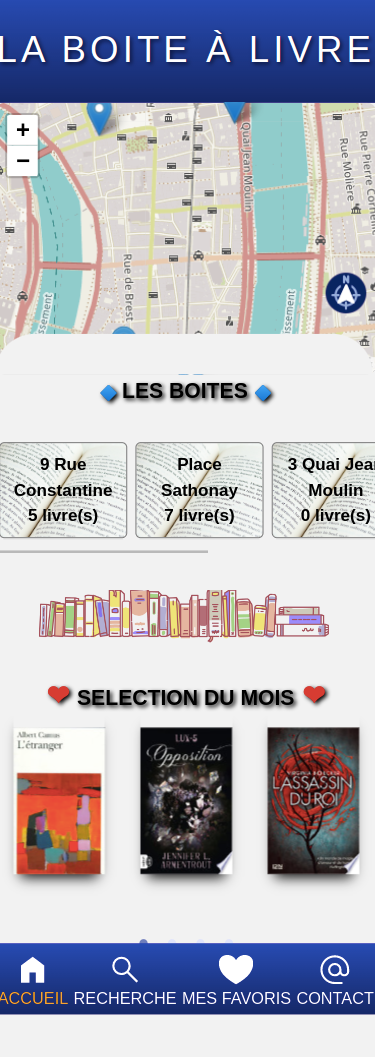 LA BOITE À LIVRE
+
−
Quai Jean Moulin
Rue Molière
Rue Pierre Corneille
Rue de Brest
N
LES BOITES
9 Rue
Constantine
5 livre(s)
Place
Sathonay
7 livre(s)
3 Quai Jean
Moulin
0 livre(s)
SELECTION DU MOIS
Albert Camus
L'étranger
LUX·5
Opposition
JENNIFER L.
ARMENTROUT
VIRGINIA BOECKER
L'ASSASSIN
DU ROI
ACCUEIL RECHERCHE MES FAVORIS CONTACT